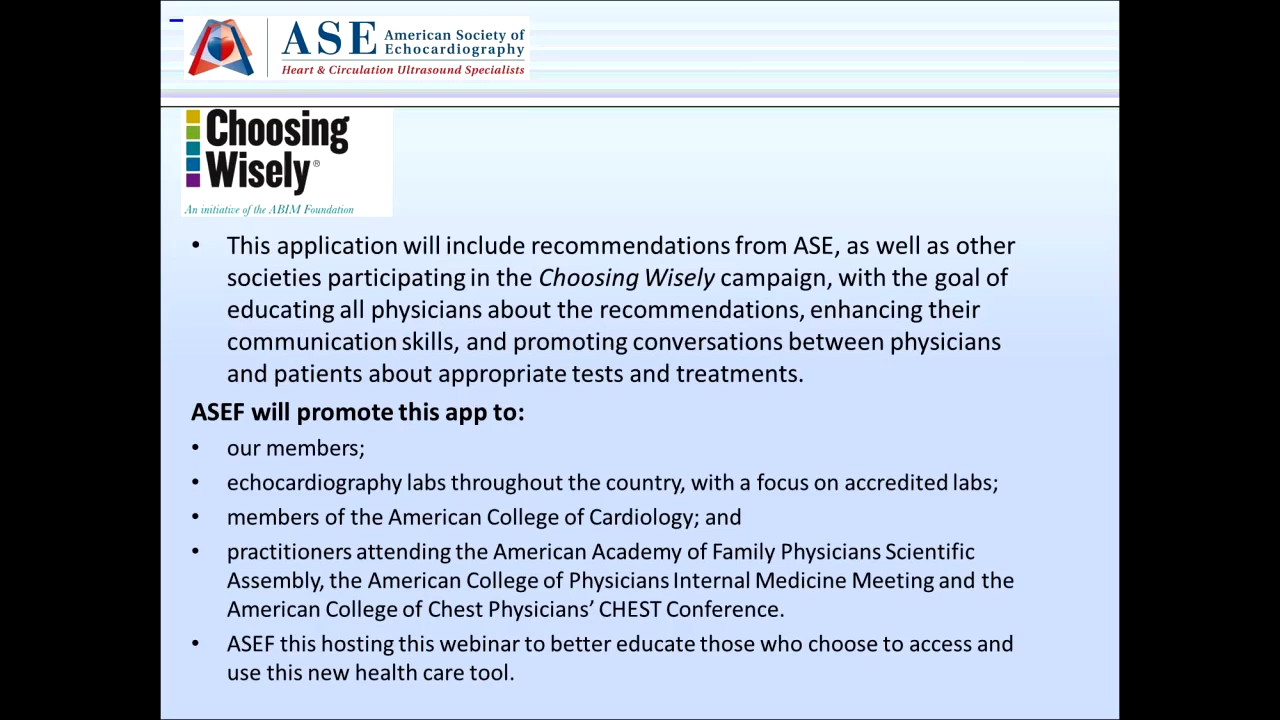 ASE American Society of
Echocardiography
Heart & Circulation Ultrasound Specialists
Choosing
Wisely®
An initiative of the ABIM Foundation
• This application will include recommendations from ASE, as well as other
societies participating in the Choosing Wisely campaign, with the goal of
educating all physicians about the recommendations, enhancing their
communication skills, and promoting conversations between physicians
and patients about appropriate tests and treatments.
ASEF will promote this app to:
• our members;
• echocardiography labs throughout the country, with a focus on accredited labs;
• members of the American College of Cardiology; and
• practitioners attending the American Academy of Family Physicians Scientific
Assembly, the American College of Physicians Internal Medicine Meeting and the
American College of Chest Physicians’ CHEST Conference.
• ASEF this hosting this webinar to better educate those who choose to access and
use this new health care tool.